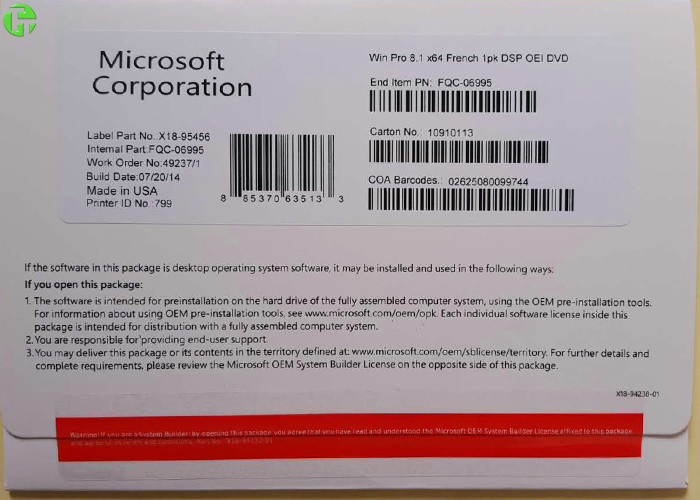 Microsoft
Corporation
Label Part No.:X18-95456
Internal Part:FQC-06995
Work Order No:49237/1
Build Date:07/20/14
Made in USA
Printer ID No.:799
8 85370 63513 3
Win Pro 8.1 x64 French 1pk DSP OEI DVD
End Item PN: FQC-06995
Carton No.: 10910113
COA Barcodes.: 02625080099744
If the software in this package is desktop operating system software, it may be installed and used in the following ways:
If you open this package:
1. The software is intended for preinstallation on the hard drive of the fully assembled computer system, using the OEM pre-installation tools.
For information about using OEM pre-installation tools, see www.microsoft.com/oem/opk. Each individual software license inside this
package is intended for distribution with a fully assembled computer system.
2. You are responsible for providing end-user support.
3. You may deliver this package or its contents in the territory defined at: www.microsoft.com/oem/sblicense/territory. For further details and
complete requirements, please review the Microsoft OEM System Builder License on the opposite side of this package.
X18-94238-01
Warning: If you are a System Builder: by opening this package you agree that you have read and understand the Microsoft OEM System Builder License affixed to this package
and agree to its terms and conditions.